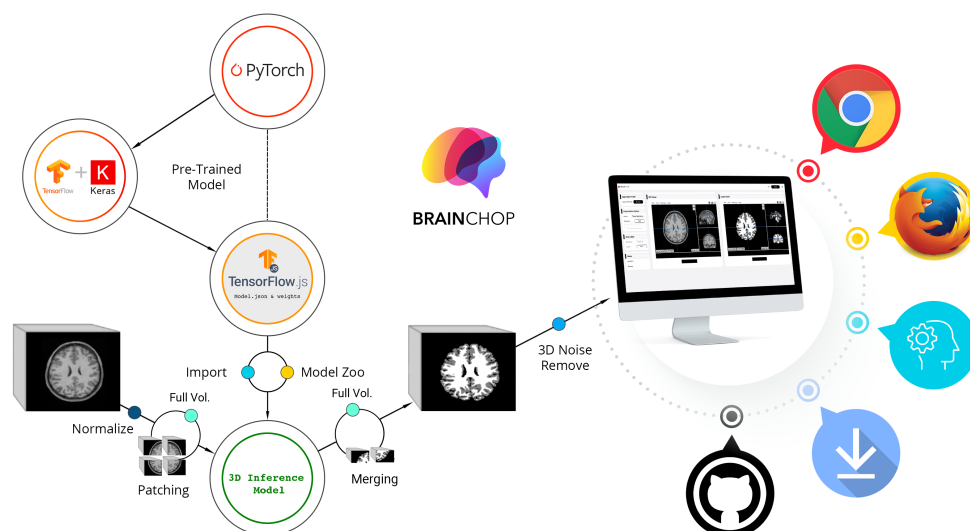 PyTorch
TensorFlow
+
K
Keras
Pre-Trained
Model
BRAINCHOP
JS
TensorFlow.js
model.json & weights
Import
Model Zoo
Full Vol.
Full Vol.
3D Noise
Remove
Normalize
Patching
3D Inference
Model
Merging